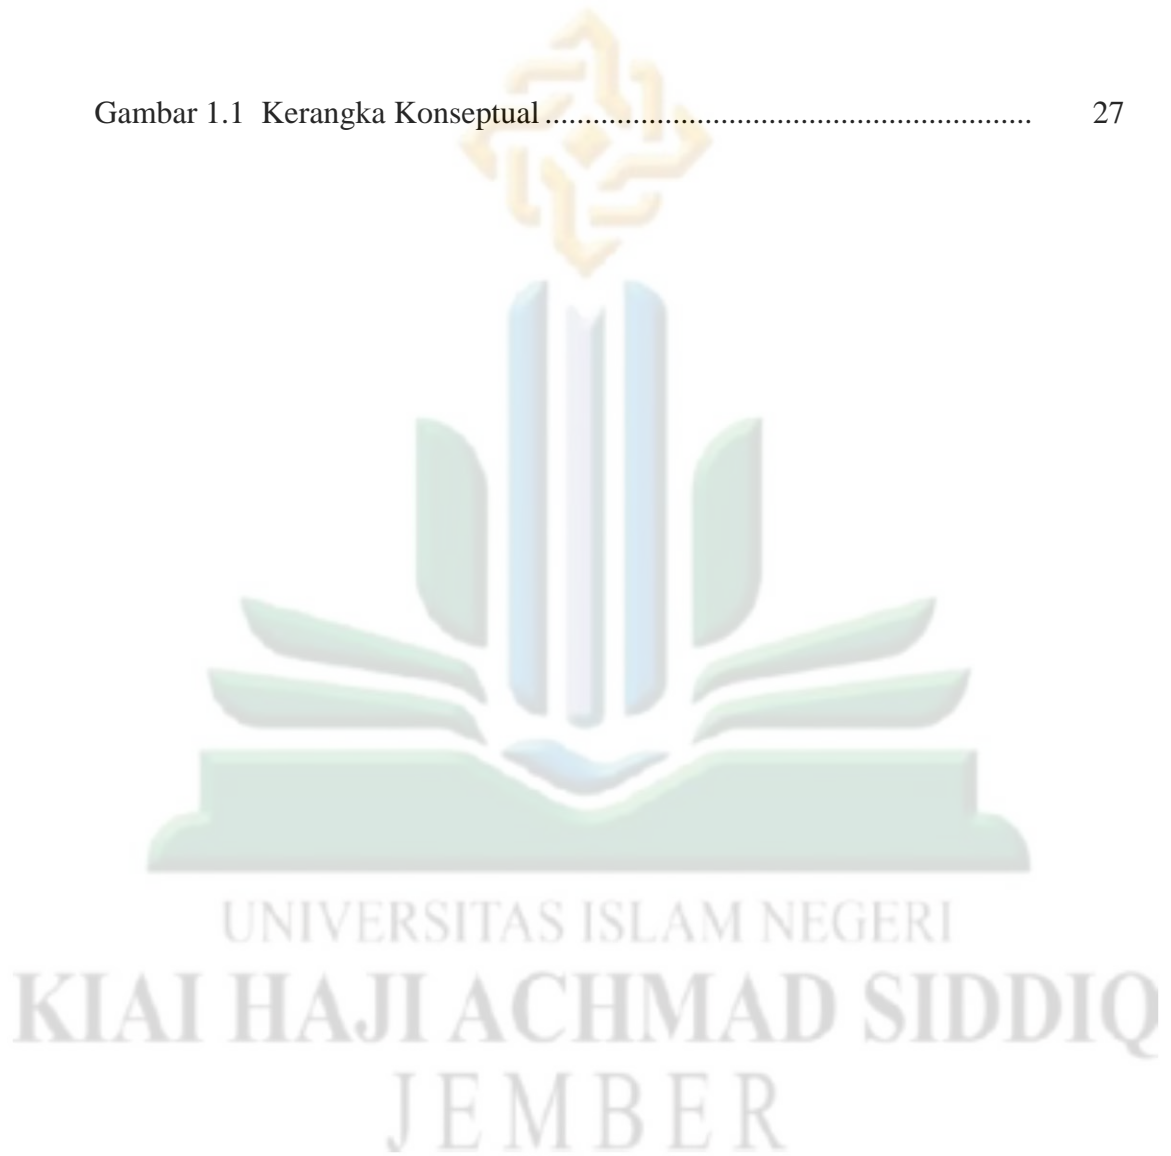 Gambar 1.1 Kerangka Konseptual ............................................................. 27
UNIVERSITAS ISLAM NEGERI
KIAI HAJI ACHMAD SIDDIQ
JEMBER